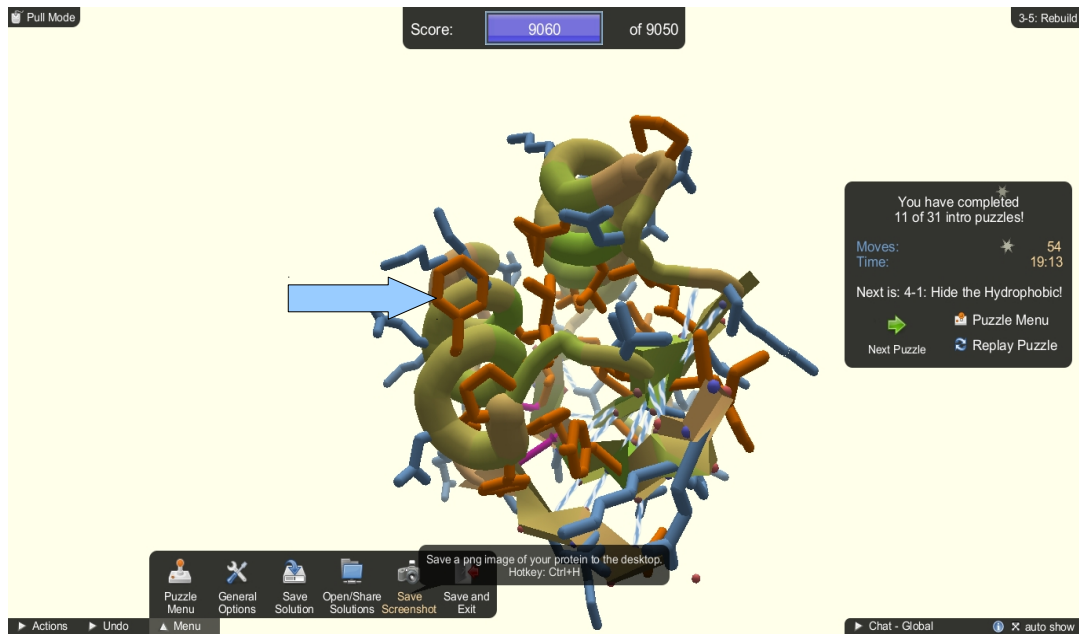 Pull Mode
Score: 9060 of 9050
3-5: Rebuild
You have completed
11 of 31 intro puzzles!
Moves: 54
Time: 19:13
Next is: 4-1: Hide the Hydrophobic!
Next Puzzle
Puzzle Menu
Replay Puzzle
Save a png image of your protein to the desktop.
Hotkey: Ctrl+H
Puzzle Menu
General Options
Save Solution
Open/Share Solutions
Save Screenshot
Save and Exit
Actions
Undo
Menu
Chat - Global
auto show